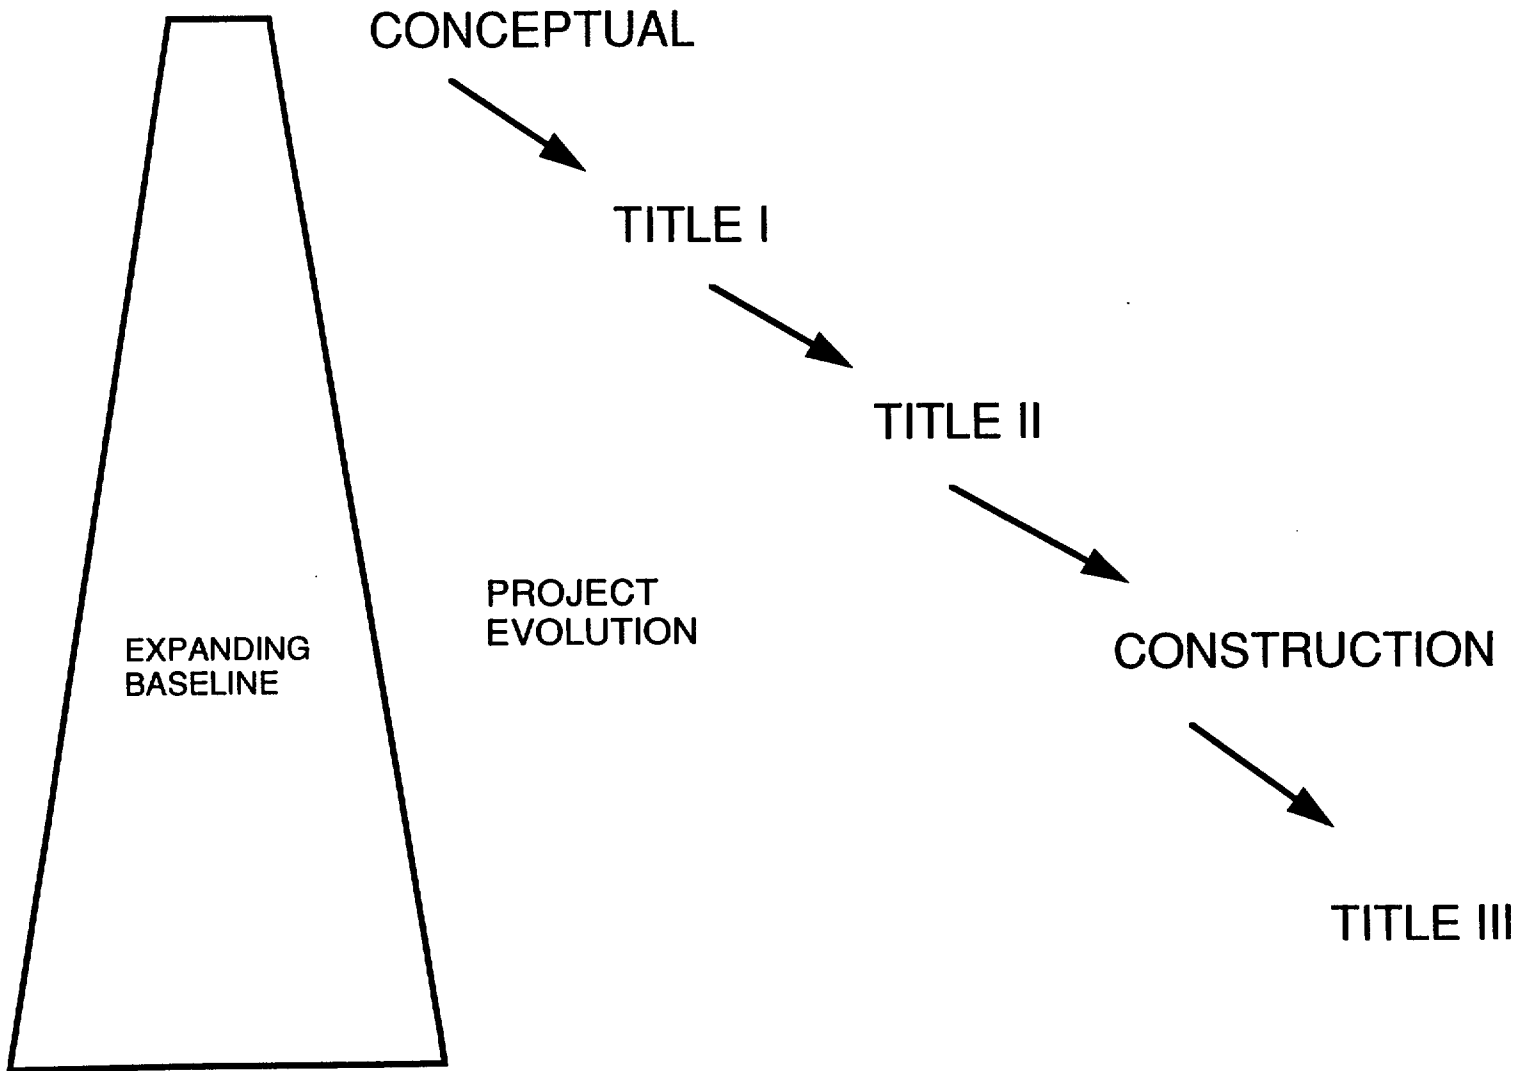 CONCEPTUAL
TITLE I
TITLE II
PROJECT
EVOLUTION
EXPANDING
BASELINE
CONSTRUCTION
TITLE III